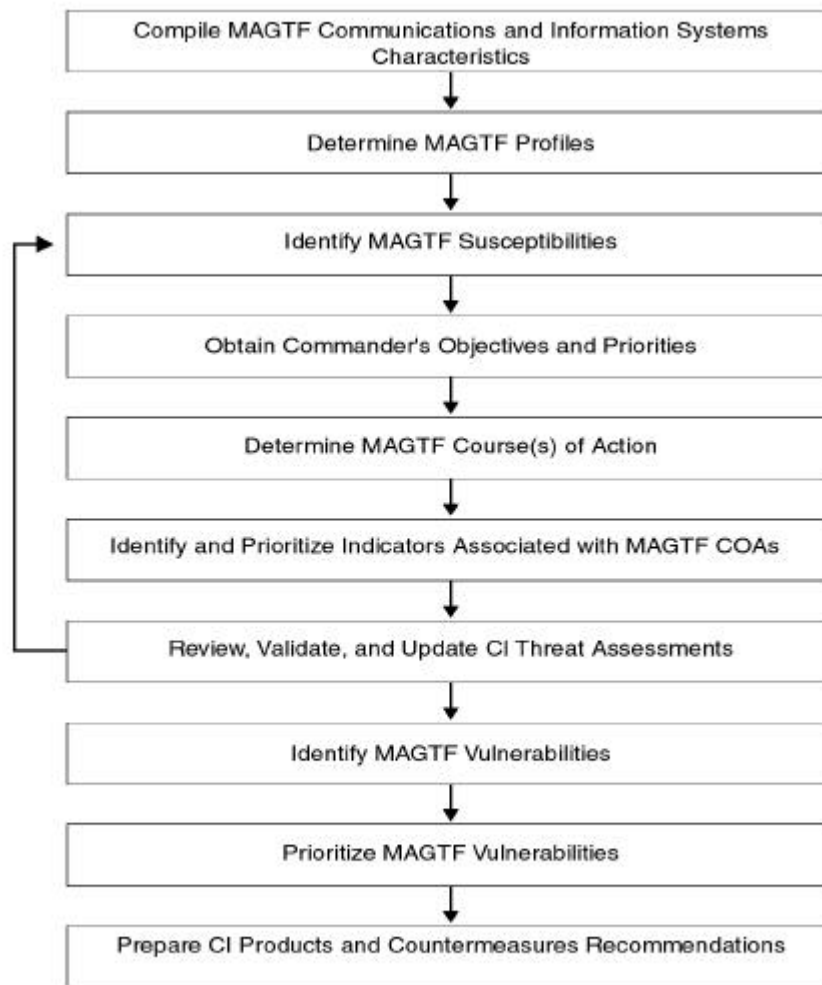 Compile MAGTF Communications and Information Systems
Characteristics
Determine MAGTF Profiles
Identify MAGTF Susceptibilities
Obtain Commander's Objectives and Priorities
Determine MAGTF Course(s) of Action
Identify and Prioritize Indicators Associated with MAGTF COAs
Review, Validate, and Update CI Threat Assessments
Identify MAGTF Vulnerabilities
Prioritize MAGTF Vulnerabilities
Prepare CI Products and Countermeasures Recommendations